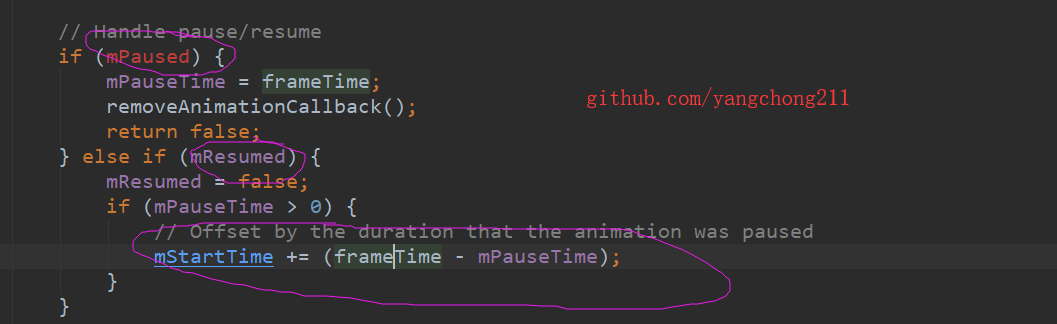 // Handle pause/resume
if (mPaused) {
mPauseTime = frameTime;
removeAnimationCallback();
github.com/yangchong211
return false;
} else if (mResumed) {
mResumed = false;
if (mPauseTime > 0) {
// Offset by the duration that the animation was paused
mStartTime += (frameTime - mPauseTime);
}
}